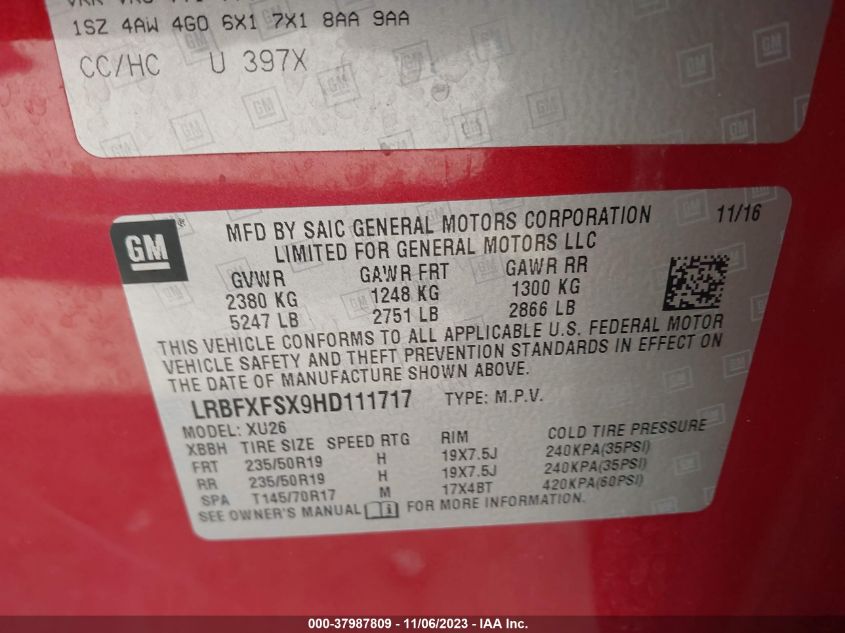 1SZ 4AW 4G0 6X1 7X1 8AA 9AA
CC/HC U 397X
GM ® MFD BY SAIC GENERAL MOTORS CORPORATION 11/16
LIMITED FOR GENERAL MOTORS LLC
GVWR GAWR FRT GAWR RR
2380 KG 1248 KG 1300 KG
5247 LB 2751 LB 2866 LB
THIS VEHICLE CONFORMS TO ALL APPLICABLE U.S. FEDERAL MOTOR
VEHICLE SAFETY AND THEFT PREVENTION STANDARDS IN EFFECT ON
THE DATE OF MANUFACTURE SHOWN ABOVE.
LRBFXFSX9HD111717 TYPE: M.P.V.
MODEL: XU26
XBBH TIRE SIZE SPEED RTG RIM COLD TIRE PRESSURE
FRT 235/50R19 H 19X7.5J 240KPA(35PSI)
RR 235/50R19 H 19X7.5J 240KPA(35PSI)
SPA T145/70R17 M 17X4BT 420KPA(60PSI)
SEE OWNER'S MANUAL FOR MORE INFORMATION.
000-37987809 - 11/06/2023 - IAA Inc.